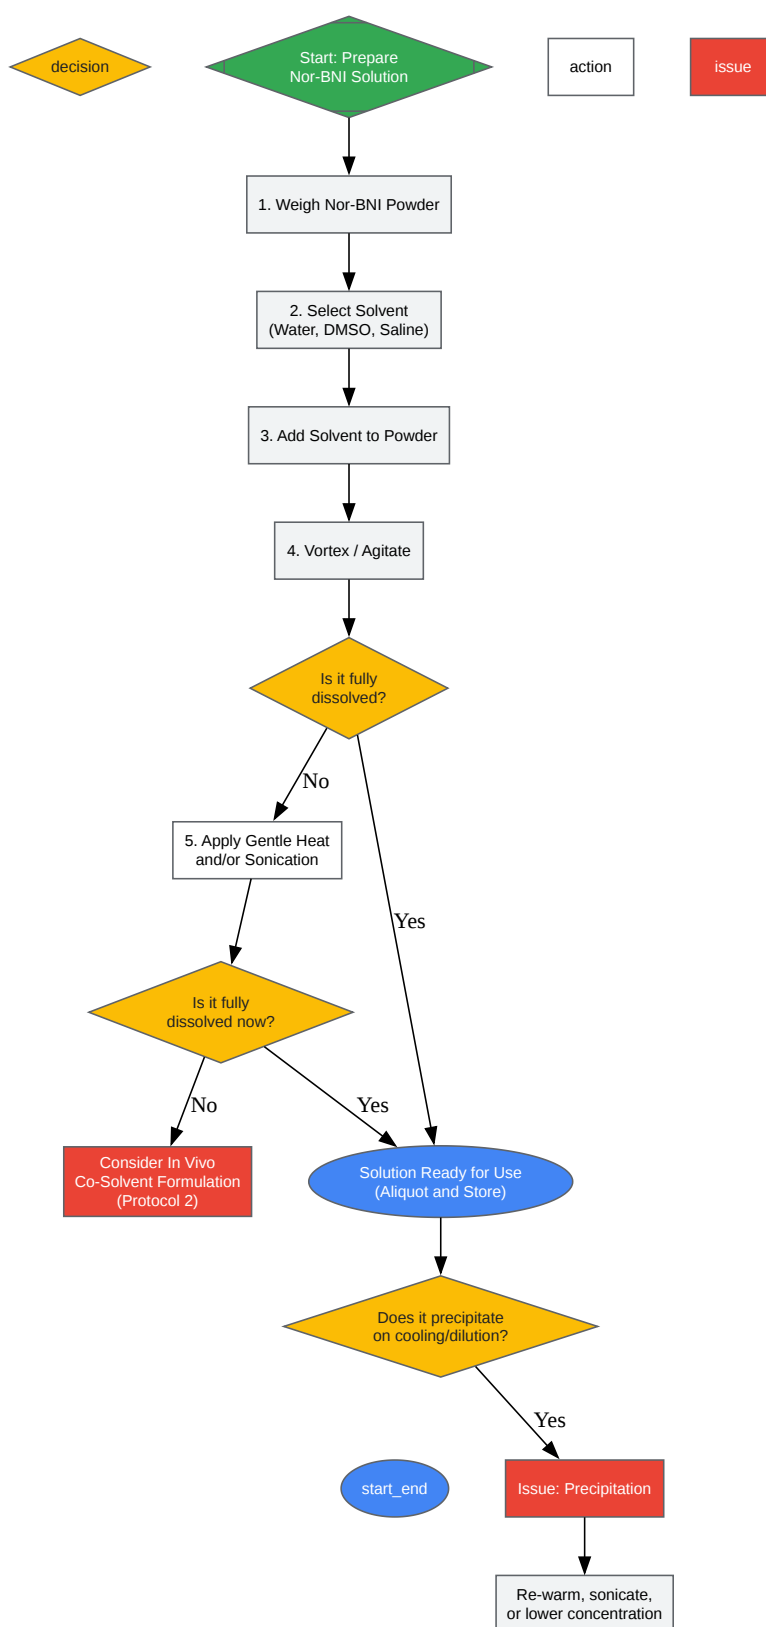 decision
Start: Prepare
Nor-BNI Solution
action
issue
1. Weigh Nor-BNI Powder
2. Select Solvent
(Water, DMSO, Saline)
3. Add Solvent to Powder
4. Vortex / Agitate
Is it fully
dissolved?
No
5. Apply Gentle Heat
and/or Sonication
Yes
Is it fully
dissolved now?
No
Yes
Consider In Vivo
Co-Solvent Formulation
(Protocol 2)
Solution Ready for Use
(Aliquot and Store)
Does it precipitate
on cooling/dilution?
Yes
start_end
Issue: Precipitation
Re-warm, sonicate,
or lower concentration